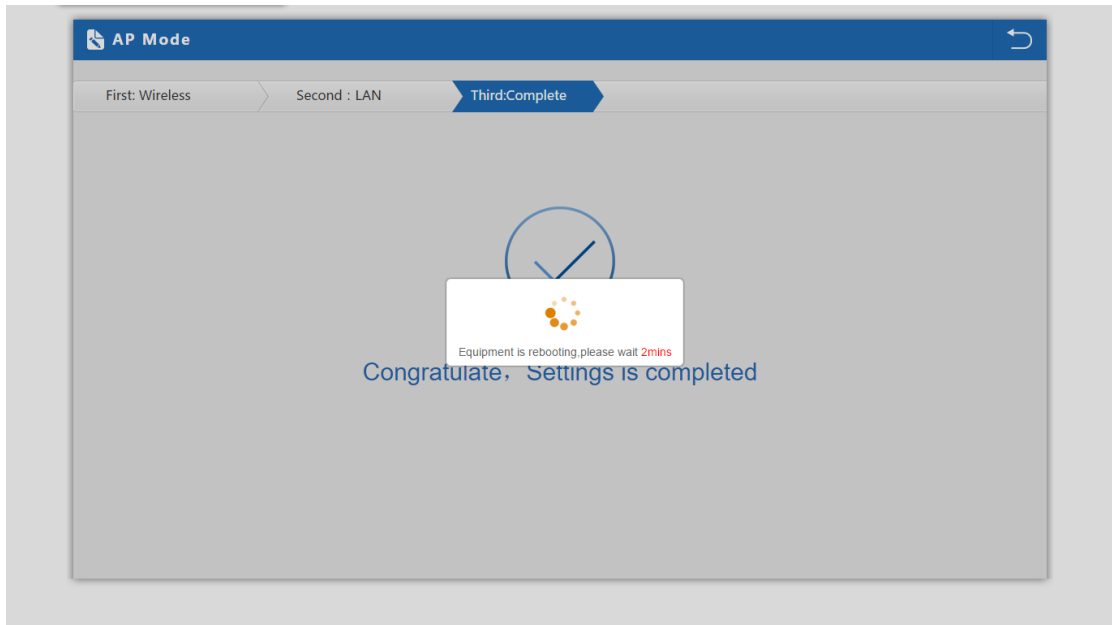 AP Mode
First: Wireless
Second : LAN
Third:Complete
Equipment is rebooting,please wait 2mins
Congratulate， Settings is completed